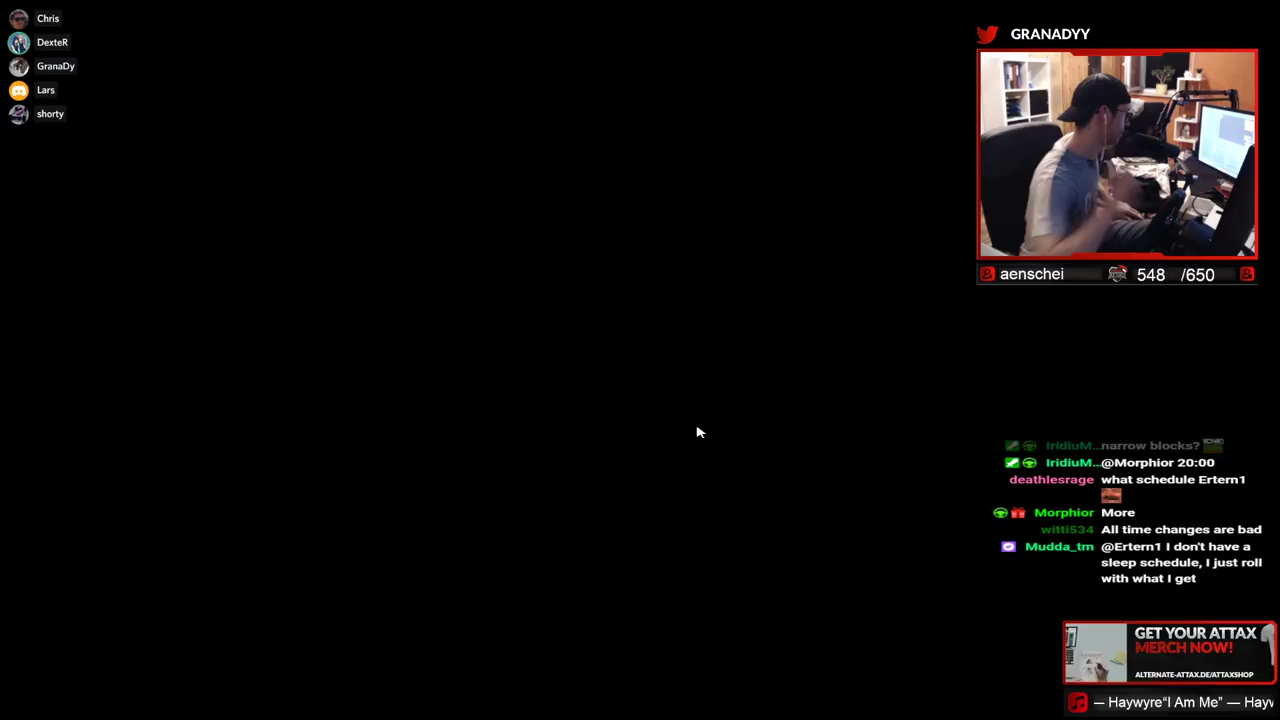 Chris
DexteR
GranaDy
Lars
shorty
GRANADYY
aenschei 548 /650
IridiuM... narrow blocks?
IridiuM... @Morphior 20:00
deathlesrage what schedule Ertern1
Morphior More
witti534 All time changes are bad
Mudda_tm @Ertern1 I don't have a
sleep schedule, I just roll
with what I get
GET YOUR ATTAX
MERCH NOW!
ALTERNATE-ATTAX.DE/ATTAXSHOP
— Haywyre“I Am Me” — Hayw